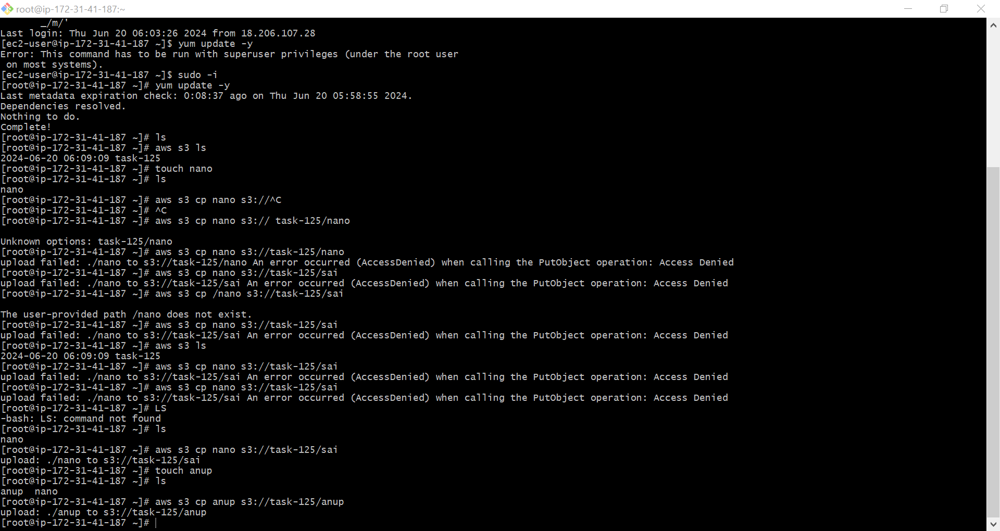 root@ip-172-31-41-187:~
_/m/'
Last login: Thu Jun 20 06:03:26 2024 from 18.206.107.28
[ec2-user@ip-172-31-41-187 ~]$ yum update -y
Error: This command has to be run with superuser privileges (under the root user
 on most systems).
[ec2-user@ip-172-31-41-187 ~]$ sudo -i
[root@ip-172-31-41-187 ~]# yum update -y
Last metadata expiration check: 0:08:37 ago on Thu Jun 20 05:58:55 2024.
Dependencies resolved.
Nothing to do.
Complete!
[root@ip-172-31-41-187 ~]# ls
[root@ip-172-31-41-187 ~]# aws s3 ls
2024-06-20 06:09:09 task-125
[root@ip-172-31-41-187 ~]# touch nano
[root@ip-172-31-41-187 ~]# ls
nano
[root@ip-172-31-41-187 ~]# aws s3 cp nano s3://^C
[root@ip-172-31-41-187 ~]# ^C
[root@ip-172-31-41-187 ~]# aws s3 cp nano s3:// task-125/nano
Unknown options: task-125/nano
[root@ip-172-31-41-187 ~]# aws s3 cp nano s3://task-125/nano
upload failed: ./nano to s3://task-125/nano An error occurred (AccessDenied) when calling the PutObject operation: Access Denied
[root@ip-172-31-41-187 ~]# aws s3 cp nano s3://task-125/sai
upload failed: ./nano to s3://task-125/sai An error occurred (AccessDenied) when calling the PutObject operation: Access Denied
[root@ip-172-31-41-187 ~]# aws s3 cp /nano s3://task-125/sai
The user-provided path /nano does not exist.
[root@ip-172-31-41-187 ~]# aws s3 cp nano s3://task-125/sai
upload failed: ./nano to s3://task-125/sai An error occurred (AccessDenied) when calling the PutObject operation: Access Denied
[root@ip-172-31-41-187 ~]# aws s3 ls
2024-06-20 06:09:09 task-125
[root@ip-172-31-41-187 ~]# aws s3 cp nano s3://task-125/sai
upload failed: ./nano to s3://task-125/sai An error occurred (AccessDenied) when calling the PutObject operation: Access Denied
[root@ip-172-31-41-187 ~]# aws s3 cp nano s3://task-125/sai
upload failed: ./nano to s3://task-125/sai An error occurred (AccessDenied) when calling the PutObject operation: Access Denied
[root@ip-172-31-41-187 ~]# LS
-bash: LS: command not found
[root@ip-172-31-41-187 ~]# ls
nano
[root@ip-172-31-41-187 ~]# aws s3 cp nano s3://task-125/sai
upload: ./nano to s3://task-125/sai
[root@ip-172-31-41-187 ~]# touch anup
[root@ip-172-31-41-187 ~]# ls
anup  nano
[root@ip-172-31-41-187 ~]# aws s3 cp anup s3://task-125/anup
upload: ./anup to s3://task-125/anup
[root@ip-172-31-41-187 ~]#